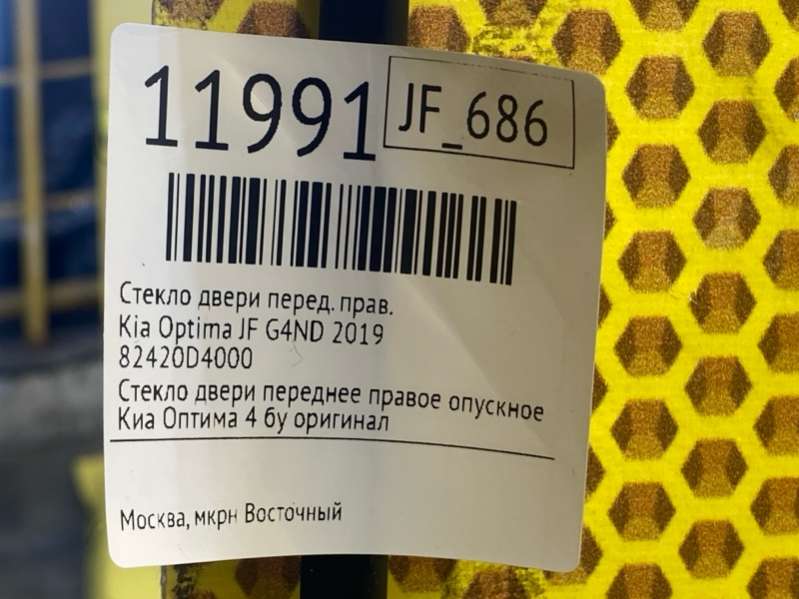 11991 JF_686
Стекло двери перед. прав.
Kia Optima JF G4ND 2019
82420D4000
Стекло двери переднее правое опускное
Киа Оптима 4 бу оригинал
Москва, мкрн Восточный